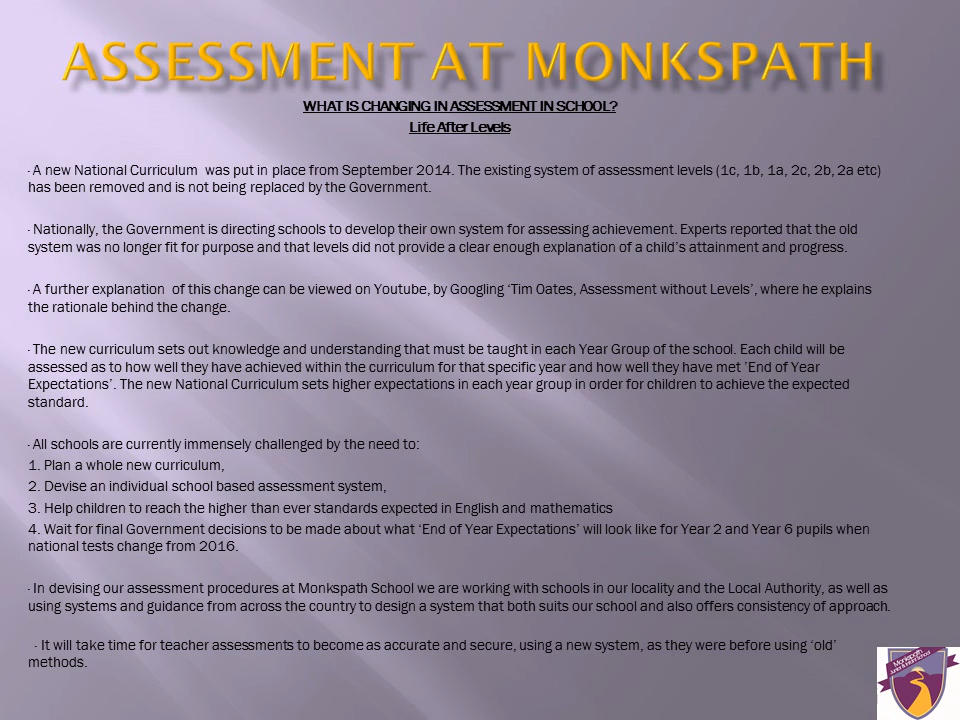 ASSESSMENT AT MONKSPATH
WHAT IS CHANGING IN ASSESSMENT IN SCHOOL?
Life After Levels
· A new National Curriculum  was put in place from September 2014. The existing system of assessment levels (1c, 1b, 1a, 2c, 2b, 2a etc)
has been removed and is not being replaced by the Government.
· Nationally, the Government is directing schools to develop their own system for assessing achievement. Experts reported that the old
system was no longer fit for purpose and that levels did not provide a clear enough explanation of a child's attainment and progress.
· A further explanation  of this change can be viewed on Youtube, by Googling 'Tim Oates, Assessment without Levels', where he explains
the rationale behind the change.
· The new curriculum sets out knowledge and understanding that must be taught in each Year Group of the school. Each child will be
assessed as to how well they have achieved within the curriculum for that specific year and how well they have met 'End of Year
Expectations'. The new National Curriculum sets higher expectations in each year group in order for children to achieve the expected
standard.
· All schools are currently immensely challenged by the need to:
1. Plan a whole new curriculum,
2. Devise an individual school based assessment system,
3. Help children to reach the higher than ever standards expected in English and mathematics
4. Wait for final Government decisions to be made about what 'End of Year Expectations' will look like for Year 2 and Year 6 pupils when
national tests change from 2016.
· In devising our assessment procedures at Monkspath School we are working with schools in our locality and the Local Authority, as well as
using systems and guidance from across the country to design a system that both suits our school and also offers consistency of approach.
· It will take time for teacher assessments to become as accurate and secure, using a new system, as they were before using 'old'
methods.
Monkspath